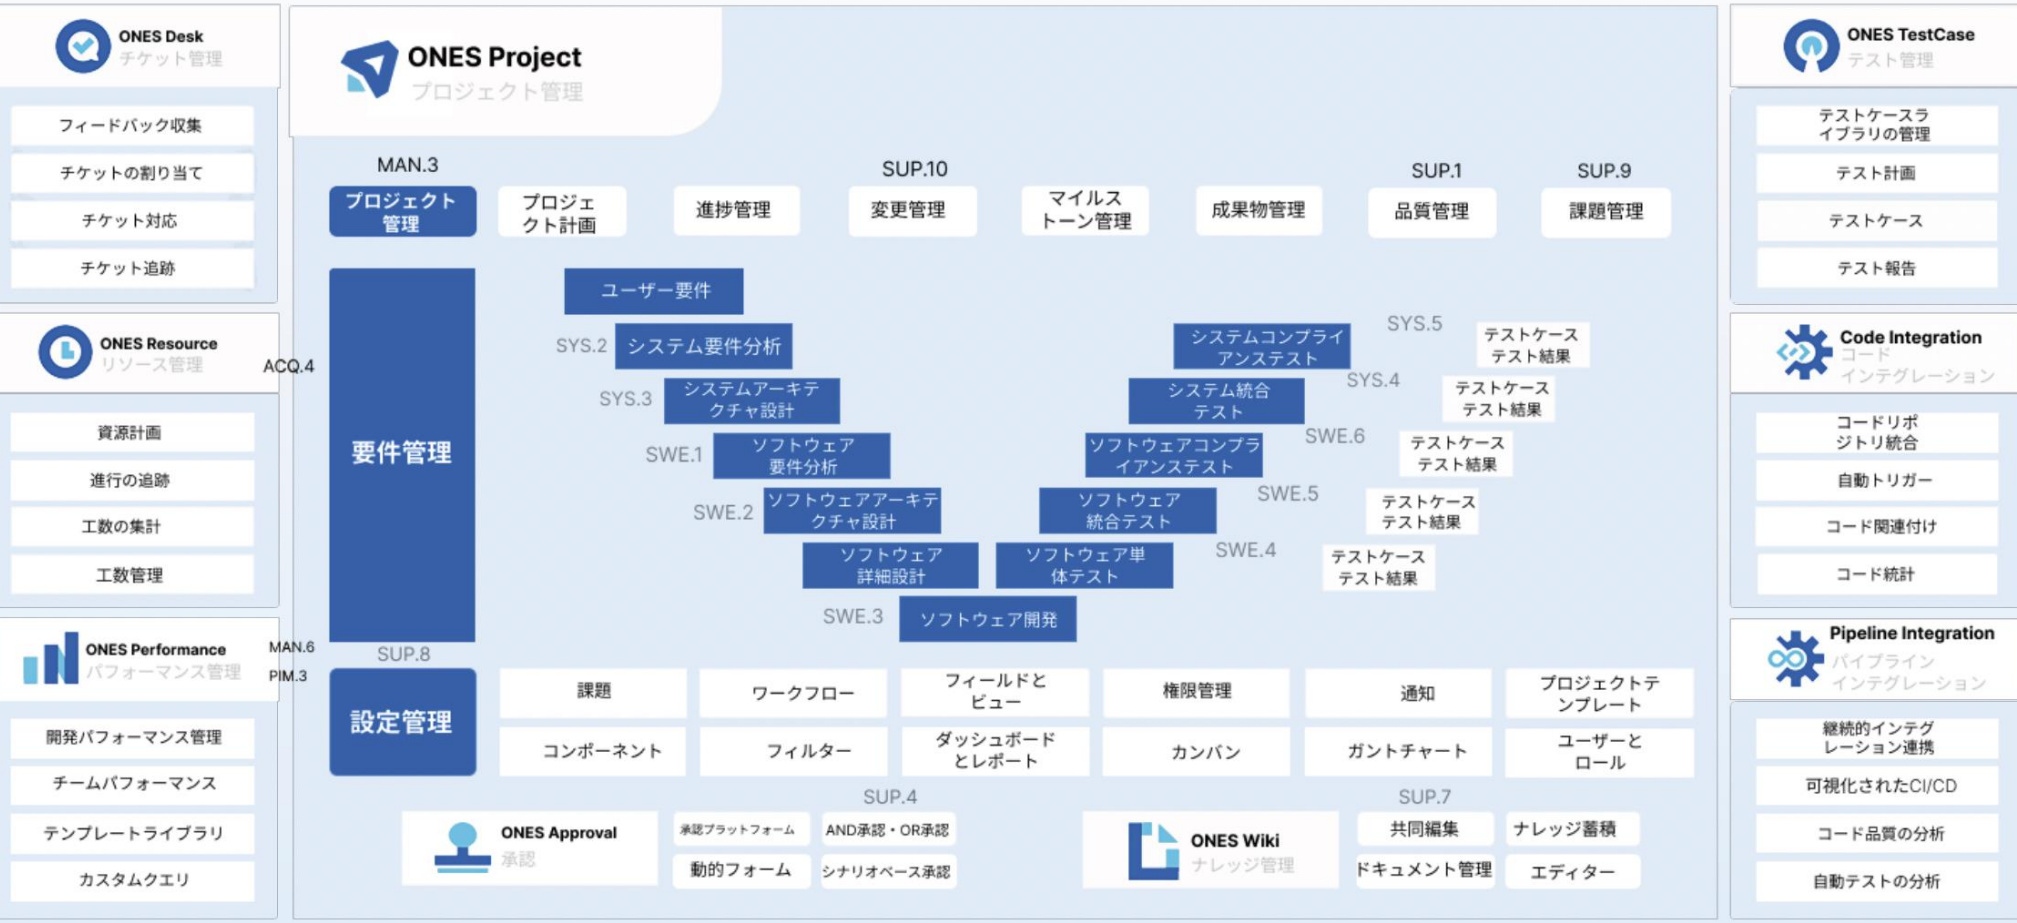 ONES Desk
チケット管理
フィードバック収集
チケットの割り当て
チケット対応
チケット追跡
ONES Resource
リソース管理
資源計画
進行の追跡
工数の集計
工数管理
ONES Performance
パフォーマンス管理
開発パフォーマンス管理
チームパフォーマンス
テンプレートライブラリ
カスタムクエリ
ACQ.4
MAN.6
PIM.3
ONES Project
プロジェクト管理
MAN.3
SUP.10
SUP.1
SUP.9
プロジェクト
管理
プロジェ
クト計画
進捗管理
変更管理
マイルス
トーン管理
成果物管理
品質管理
課題管理
要件管理
ユーザー要件
SYS.2
システム要件分析
SYS.3
システムアーキテ
クチャ設計
SWE.1
ソフトウェア
要件分析
SWE.2
ソフトウェアアーキテ
クチャ設計
ソフトウェア
詳細設計
SWE.3
ソフトウェア開発
システムコンプライ
アンステスト
SYS.5
テストケース
テスト結果
システム統合
テスト
SYS.4
テストケース
テスト結果
ソフトウェアコンプラ
イアンステスト
SWE.6
テストケース
テスト結果
ソフトウェア
統合テスト
SWE.5
テストケース
テスト結果
ソフトウェア単
体テスト
SWE.4
テストケース
テスト結果
SUP.8
設定管理
課題
ワークフロー
フィールドと
ビュー
権限管理
通知
プロジェクトテ
ンプレート
コンポーネント
フィルター
ダッシュボード
とレポート
カンバン
ガントチャート
ユーザーと
ロール
SUP.4
ONES Approval
承認
承認プラットフォーム
AND承認・OR承認
動的フォーム
シナリオベース承認
SUP.7
ONES Wiki
ナレッジ管理
共同編集
ナレッジ蓄積
ドキュメント管理
エディター
ONES TestCase
テスト管理
テストケースラ
イブラリの管理
テスト計画
テストケース
テスト報告
Code Integration
コード
インテグレーション
コードリポ
ジトリ統合
自動トリガー
コード関連付け
コード統計
Pipeline Integration
パイプライン
インテグレーション
継続的インテグ
レーション連携
可視化されたCI/CD
コード品質の分析
自動テストの分析